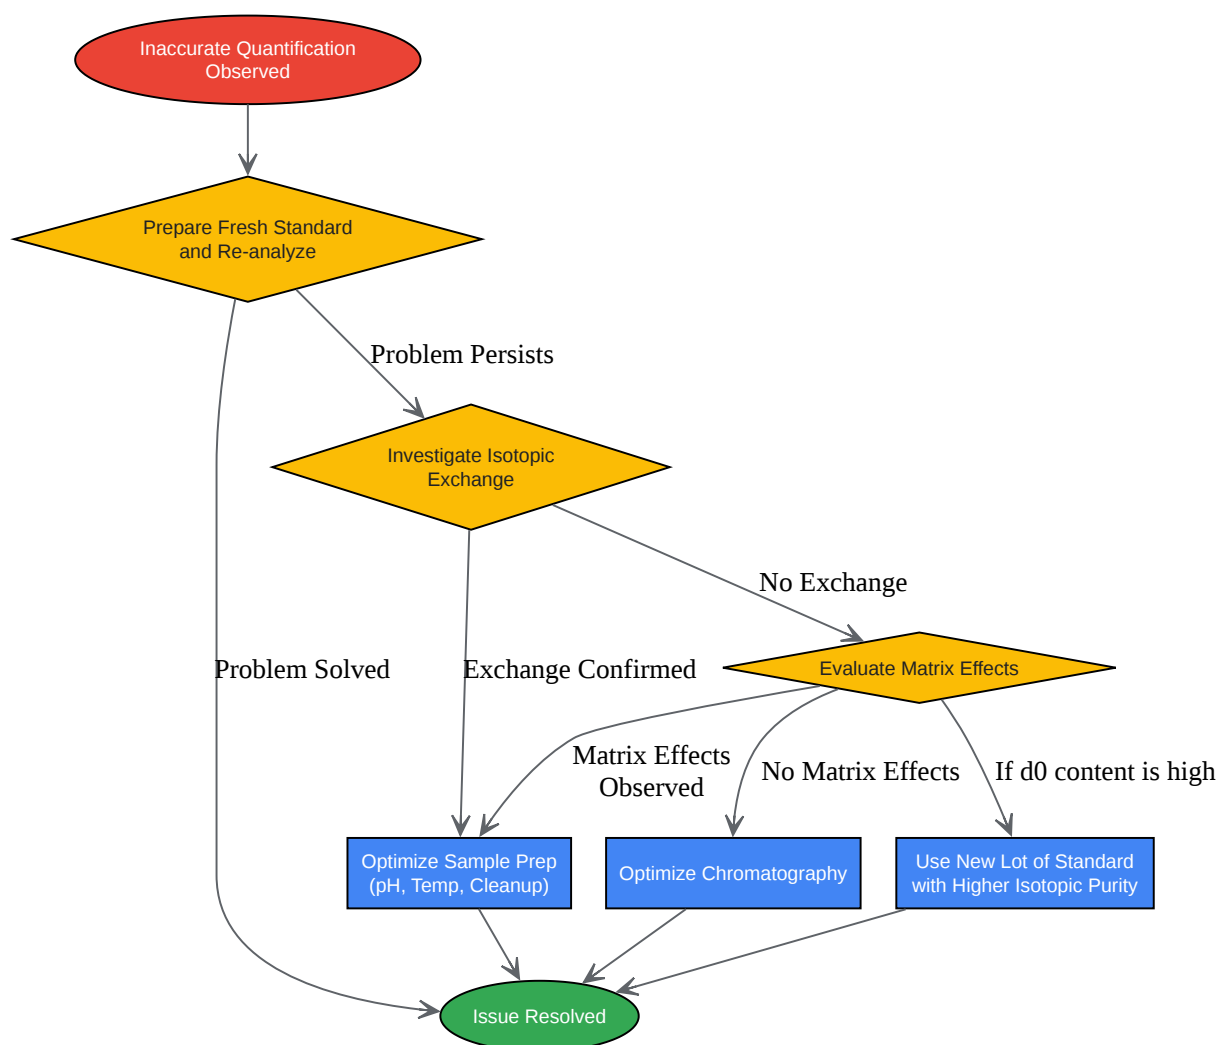 Inaccurate Quantification
Observed
Prepare Fresh Standard
and Re-analyze
Problem Persists
Investigate Isotopic
Exchange
No Exchange
Problem Solved
Exchange Confirmed
Evaluate Matrix Effects
Matrix Effects
Observed
No Matrix Effects
If d0 content is high
Optimize Sample Prep
(pH, Temp, Cleanup)
Optimize Chromatography
Use New Lot of Standard
with Higher Isotopic Purity
Issue Resolved